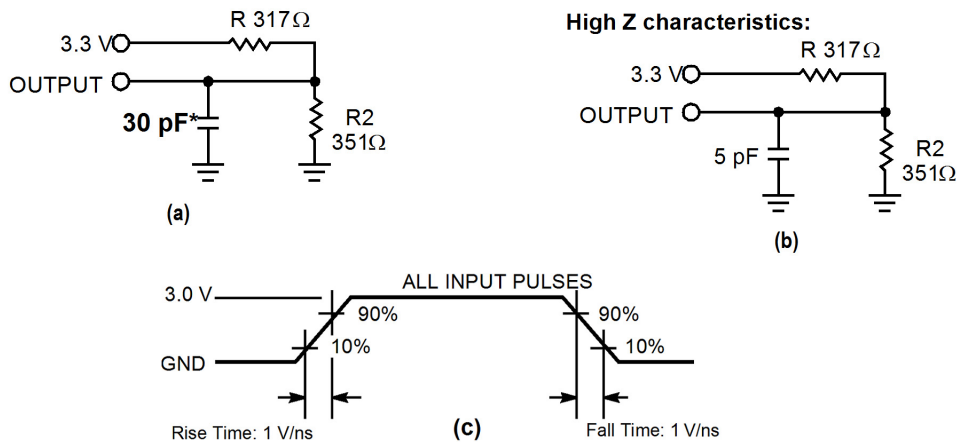 R 317Ω
3.3 V
OUTPUT
30 pF*
R2
351Ω
(a)
High Z characteristics:
R 317Ω
3.3 V
OUTPUT
5 pF
R2
351Ω
(b)
ALL INPUT PULSES
3.0 V
90%
90%
10%
10%
GND
Rise Time: 1 V/ns
(c)
Fall Time: 1 V/ns